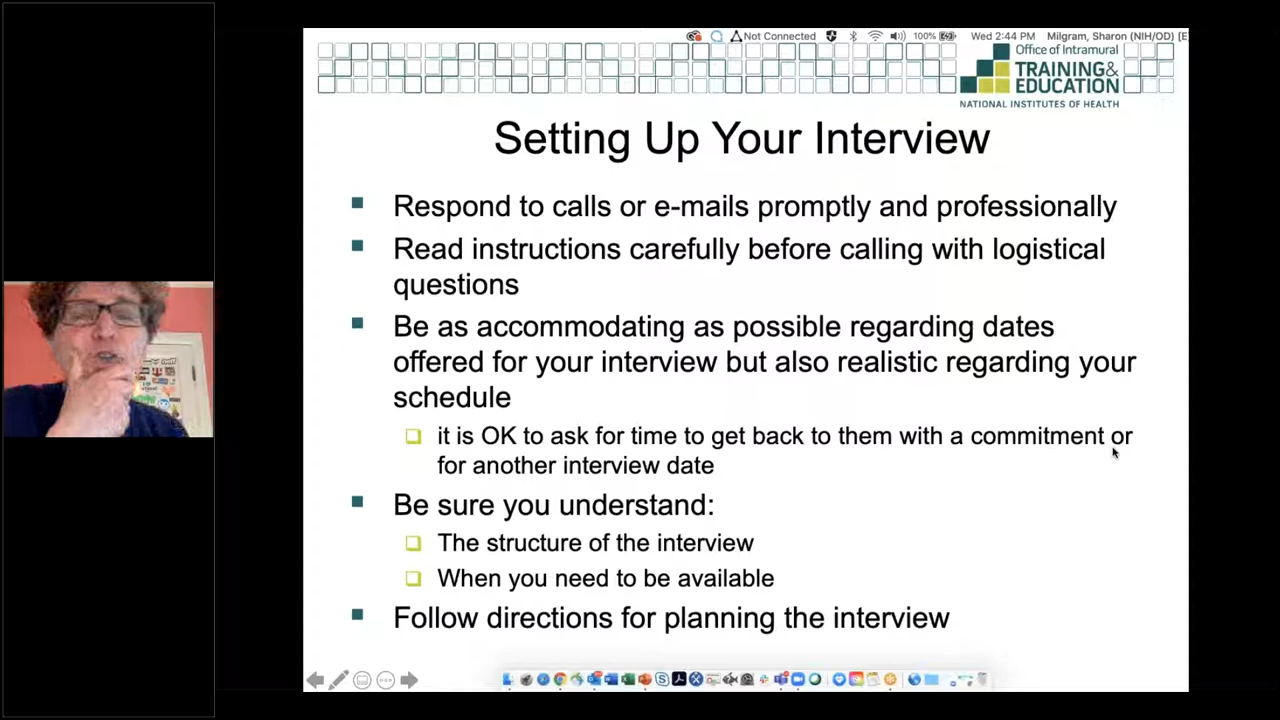 Not Connected 100% Wed 2:44 PM Milgram, Sharon (NIH/OD) [E
Office of Intramural
TRAINING&
EDUCATION
NATIONAL INSTITUTES OF HEALTH
Setting Up Your Interview
Respond to calls or e-mails promptly and professionally
Read instructions carefully before calling with logistical
questions
Be as accommodating as possible regarding dates
offered for your interview but also realistic regarding your
schedule
it is OK to ask for time to get back to them with a commitment or
for another interview date
Be sure you understand:
The structure of the interview
When you need to be available
Follow directions for planning the interview